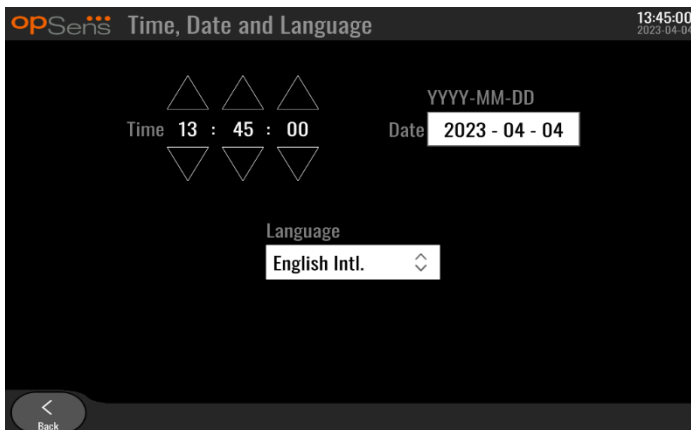 opSens Time, Date and Language 13:45:00
2023-04-04
YYYY-MM-DD
Time 13 : 45 : 00 Date 2023 - 04 - 04
Language
English Intl.
Back